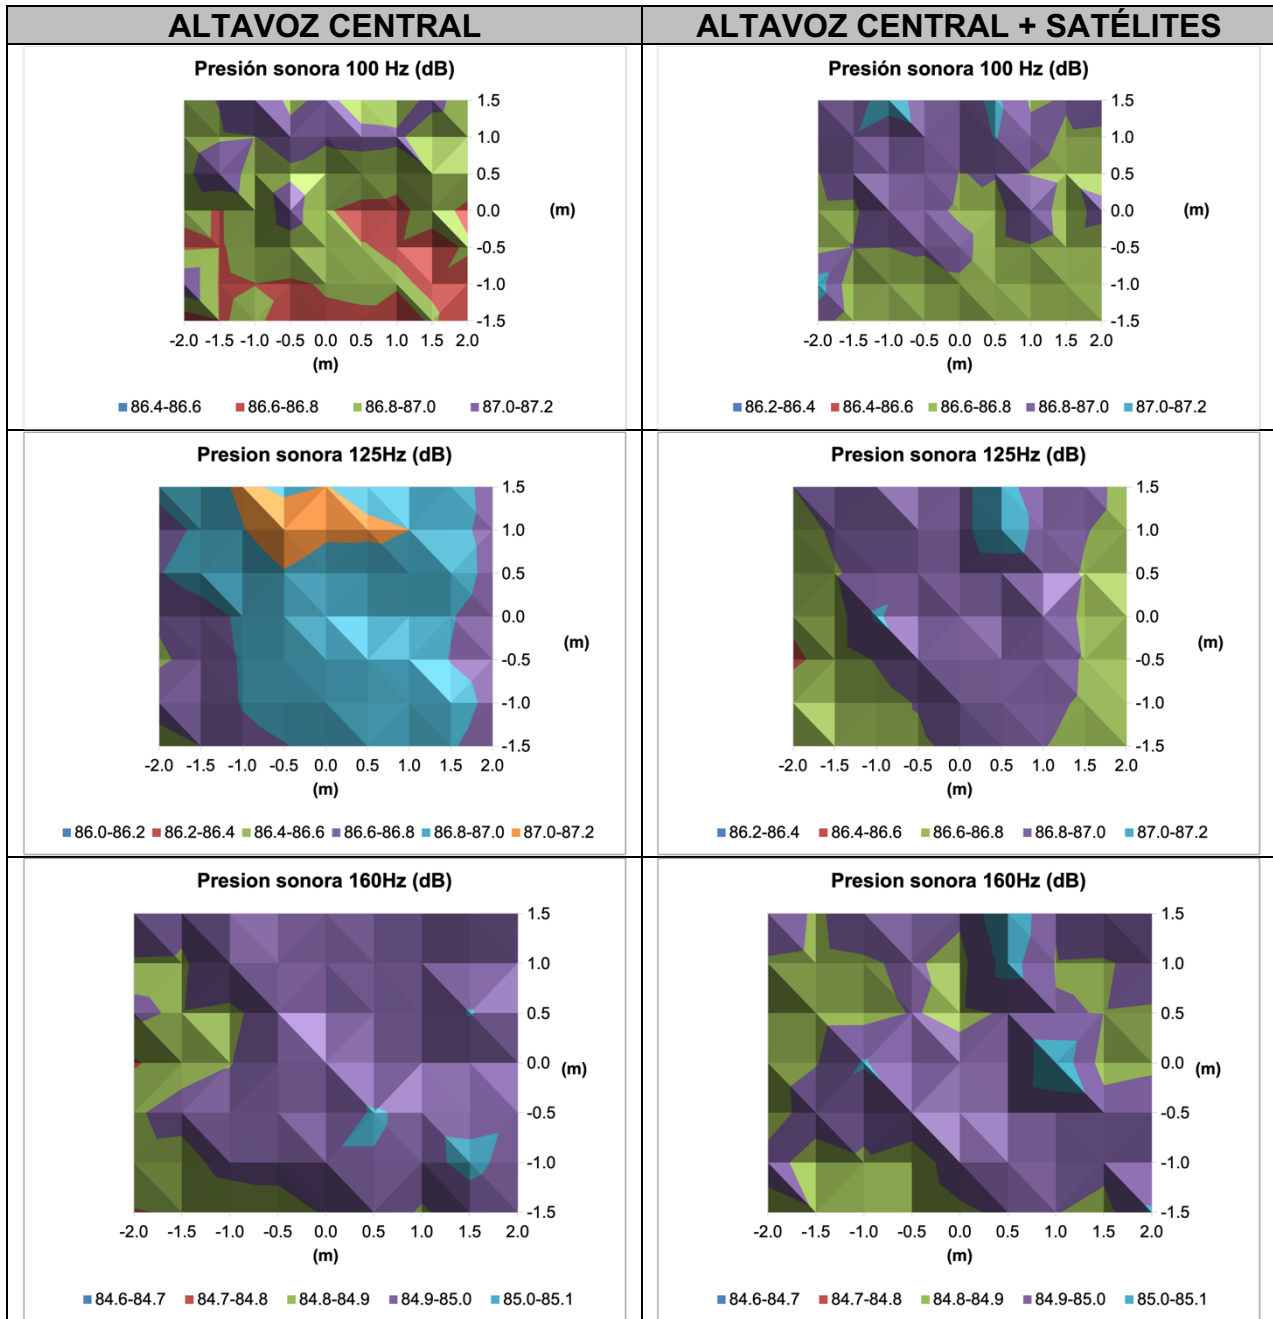 ALTAVOZ CENTRAL
ALTAVOZ CENTRAL + SATÉLITES
Presión sonora 100 Hz (dB)
1.5
1.0
0.5
0.0
-0.5
-1.0
-1.5
(m)
-2.0 -1.5 -1.0 -0.5 0.0 0.5 1.0 1.5 2.0
(m)
86.4-86.6 86.6-86.8 86.8-87.0 87.0-87.2
Presión sonora 100 Hz (dB)
1.5
1.0
0.5
0.0
-0.5
-1.0
-1.5
(m)
-2.0 -1.5 -1.0 -0.5 0.0 0.5 1.0 1.5 2.0
(m)
86.2-86.4 86.4-86.6 86.6-86.8 86.8-87.0 87.0-87.2
Presion sonora 125Hz (dB)
1.5
1.0
0.5
0.0
-0.5
-1.0
-1.5
(m)
-2.0 -1.5 -1.0 -0.5 0.0 0.5 1.0 1.5 2.0
(m)
86.0-86.2 86.2-86.4 86.4-86.6 86.6-86.8 86.8-87.0 87.0-87.2
Presion sonora 125Hz (dB)
1.5
1.0
0.5
0.0
-0.5
-1.0
-1.5
(m)
-2.0 -1.5 -1.0 -0.5 0.0 0.5 1.0 1.5 2.0
(m)
86.2-86.4 86.4-86.6 86.6-86.8 86.8-87.0 87.0-87.2
Presion sonora 160Hz (dB)
1.5
1.0
0.5
0.0
-0.5
-1.0
-1.5
(m)
-2.0 -1.5 -1.0 -0.5 0.0 0.5 1.0 1.5 2.0
(m)
84.6-84.7 84.7-84.8 84.8-84.9 84.9-85.0 85.0-85.1
Presion sonora 160Hz (dB)
1.5
1.0
0.5
0.0
-0.5
-1.0
-1.5
(m)
-2.0 -1.5 -1.0 -0.5 0.0 0.5 1.0 1.5 2.0
(m)
84.6-84.7 84.7-84.8 84.8-84.9 84.9-85.0 85.0-85.1